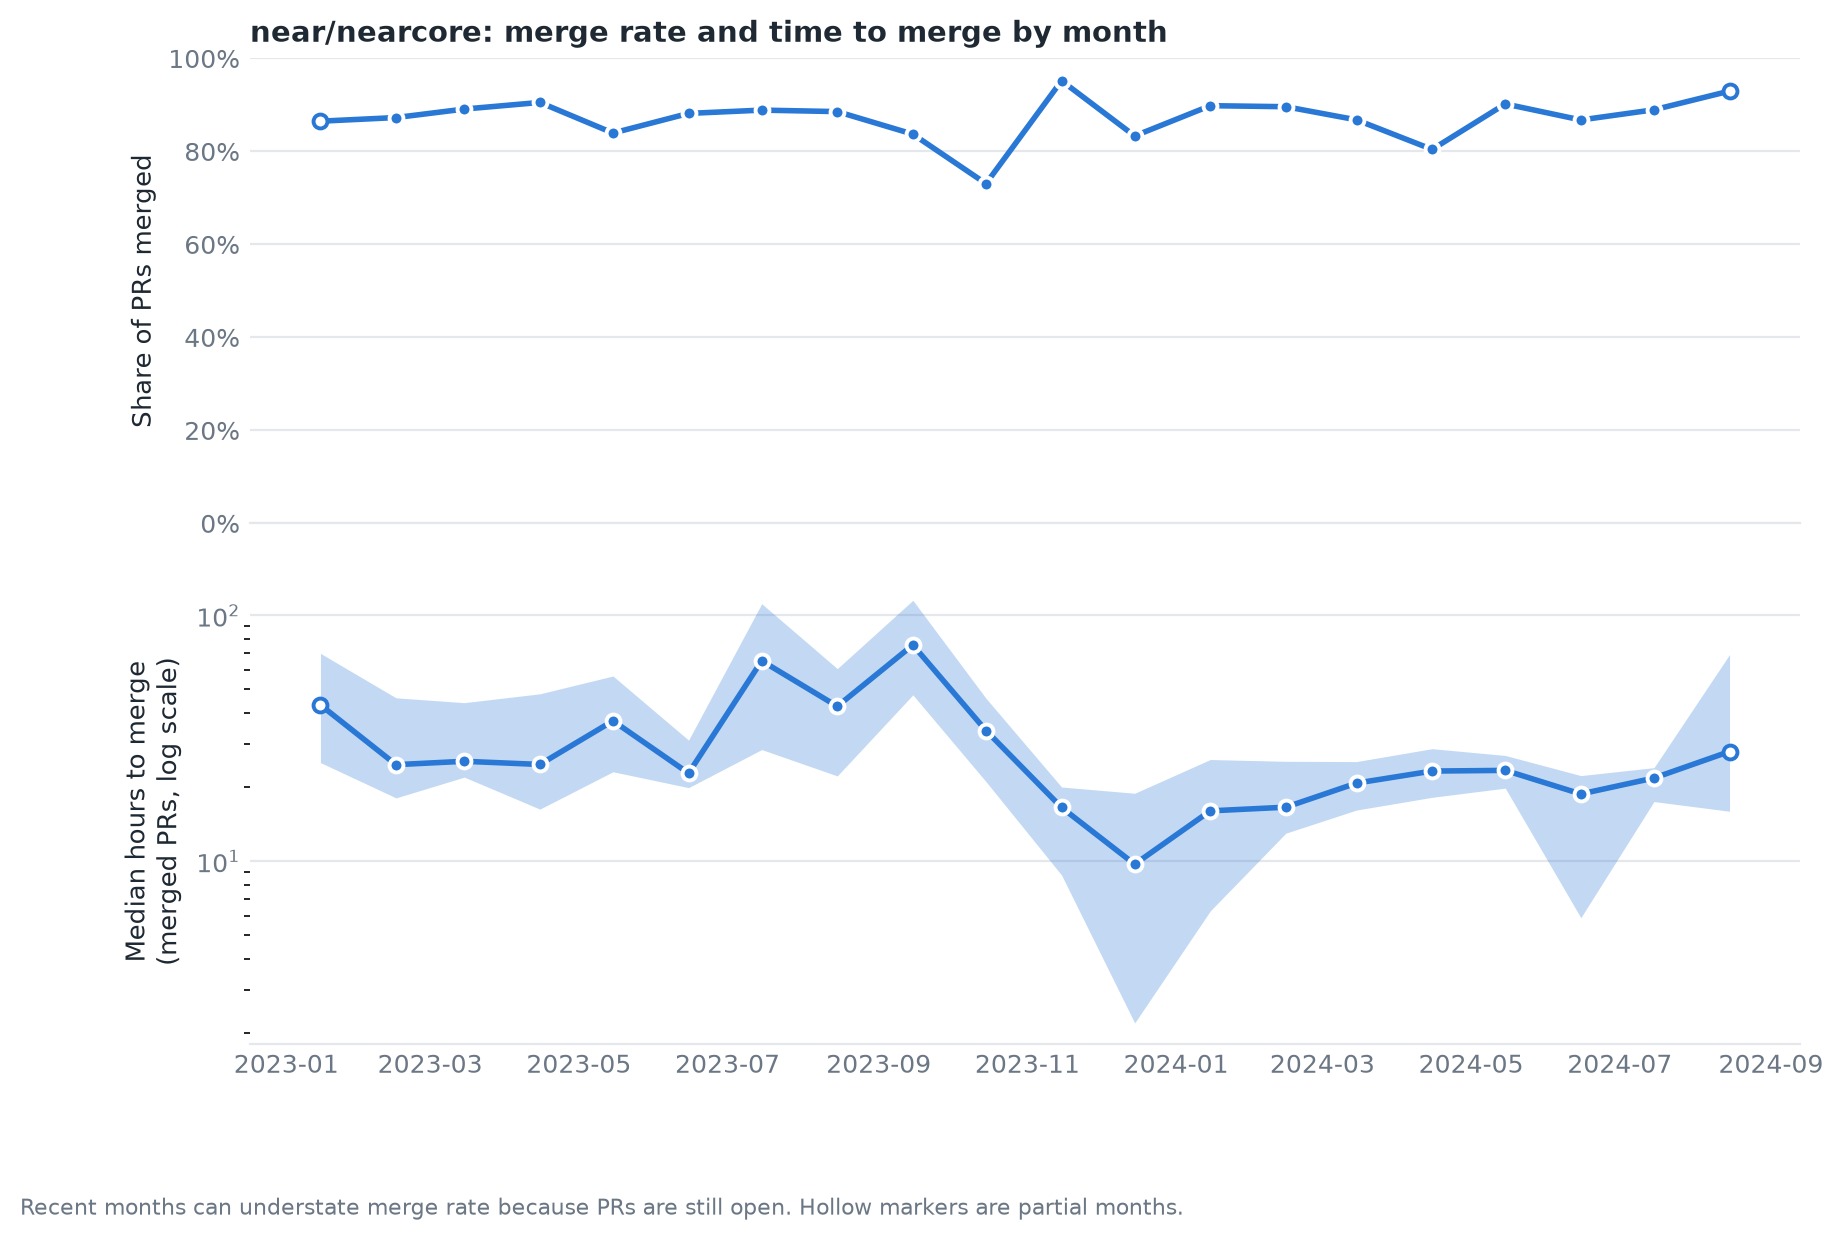 near/nearcore: merge rate and time to merge by month
100%
80%
60%
40%
20%
0%
Share of PRs merged
10²
10¹
Median hours to merge
(merged PRs, log scale)
2023-01 2023-03 2023-05 2023-07 2023-09 2023-11 2024-01 2024-03 2024-05 2024-07 2024-09
Recent months can understate merge rate because PRs are still open. Hollow markers are partial months.